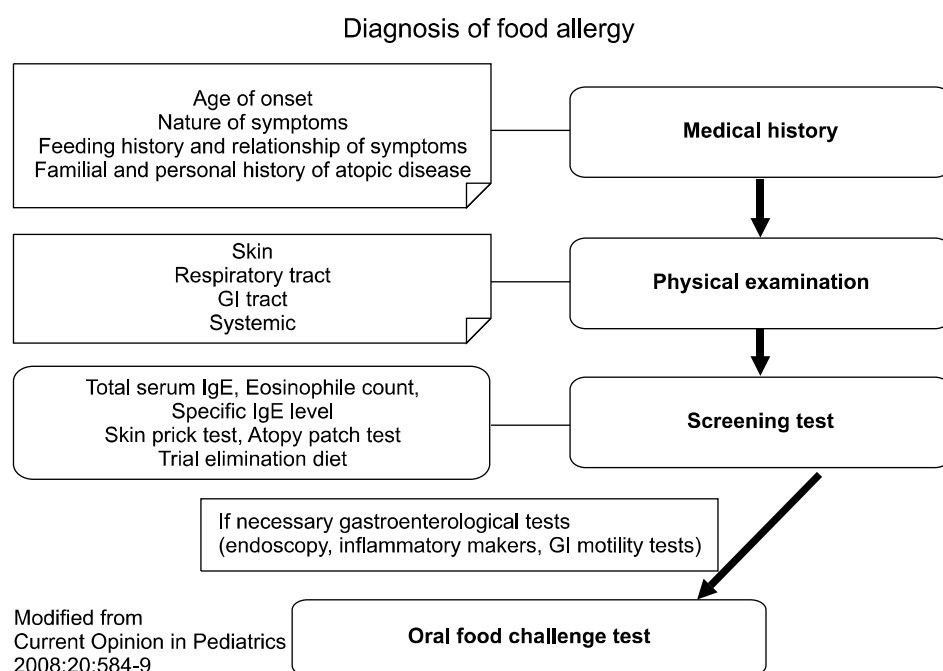 Diagnosis of food allergy
Age of onset
Nature of symptoms
Feeding history and relationship of symptoms
Familial and personal history of atopic disease
Medical history
Skin
Respiratory tract
GI tract
Systemic
Physical examination
Total serum IgE, Eosinophile count,
Specific IgE level
Skin prick test, Atopy patch test
Trial elimination diet
Screening test
If necessary gastroenterological tests
(endoscopy, inflammatory makers, GI motility tests)
Oral food challenge test
Modified from
Current Opinion in Pediatrics
2008;20:584-9